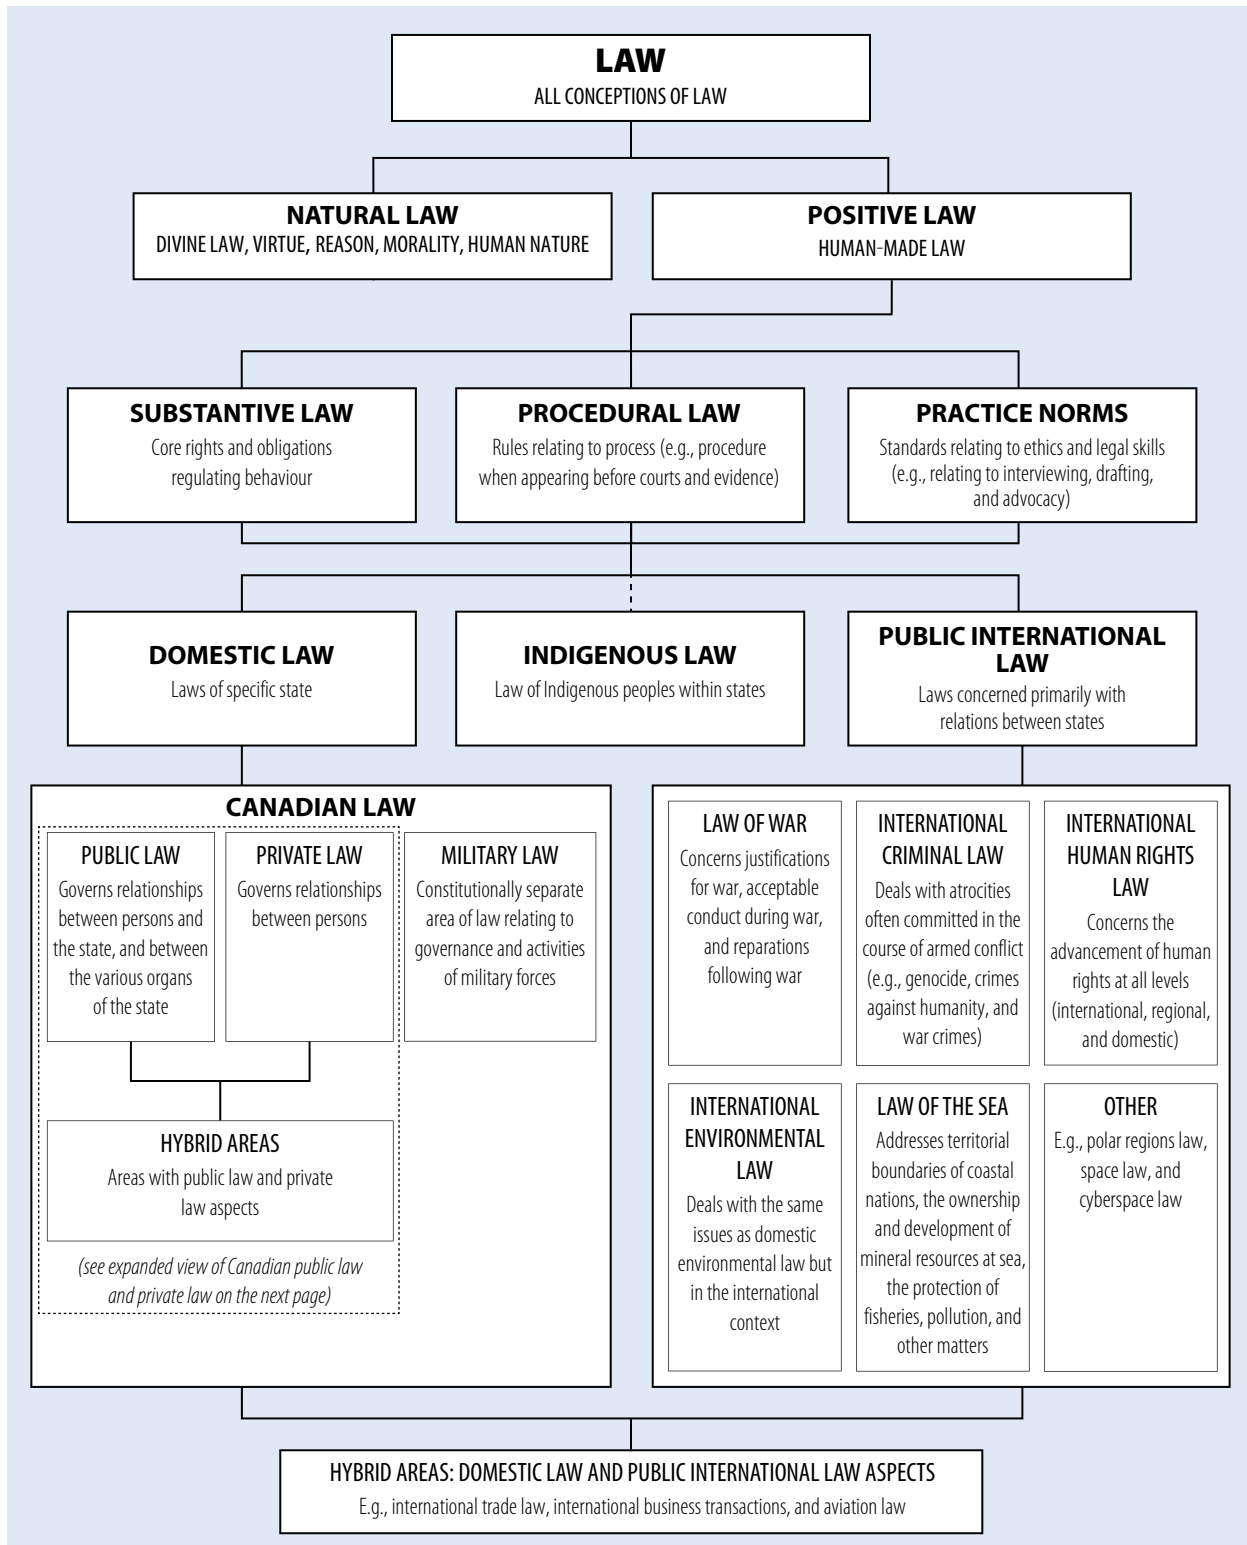 LAW
ALL CONCEPTIONS OF LAW
NATURAL LAW
DIVINE LAW, VIRTUE, REASON, MORALITY, HUMAN NATURE
POSITIVE LAW
HUMAN-MADE LAW
SUBSTANTIVE LAW
Core rights and obligations
regulating behaviour
PROCEDURAL LAW
Rules relating to process (e.g., procedure
when appearing before courts and evidence)
PRACTICE NORMS
Standards relating to ethics and legal skills
(e.g., relating to interviewing, drafting,
and advocacy)
DOMESTIC LAW
Laws of specific state
INDIGENOUS LAW
Law of Indigenous peoples within states
PUBLIC INTERNATIONAL
LAW
Laws concerned primarily with
relations between states
CANADIAN LAW
PUBLIC LAW
Governs relationships
between persons and
the state, and between
the various organs
of the state
PRIVATE LAW
Governs relationships
between persons
MILITARY LAW
Constitutionally separate
area of law relating to
governance and activities
of military forces
HYBRID AREAS
Areas with public law and private
law aspects
(see expanded view of Canadian public law
and private law on the next page)
LAW OF WAR
Concerns justifications
for war, acceptable
conduct during war,
and reparations
following war
INTERNATIONAL
CRIMINAL LAW
Deals with atrocities
often committed in the
course of armed conflict
(e.g., genocide, crimes
against humanity, and
war crimes)
INTERNATIONAL
HUMAN RIGHTS
LAW
Concerns the
advancement of human
rights at all levels
(international, regional,
and domestic)
INTERNATIONAL
ENVIRONMENTAL
LAW
Deals with the same
issues as domestic
environmental law but
in the international
context
LAW OF THE SEA
Addresses territorial
boundaries of coastal
nations, the ownership
and development of
mineral resources at sea,
the protection of
fisheries, pollution, and
other matters
OTHER
E.g., polar regions law,
space law, and
cyberspace law
HYBRID AREAS: DOMESTIC LAW AND PUBLIC INTERNATIONAL LAW ASPECTS
E.g., international trade law, international business transactions, and aviation law